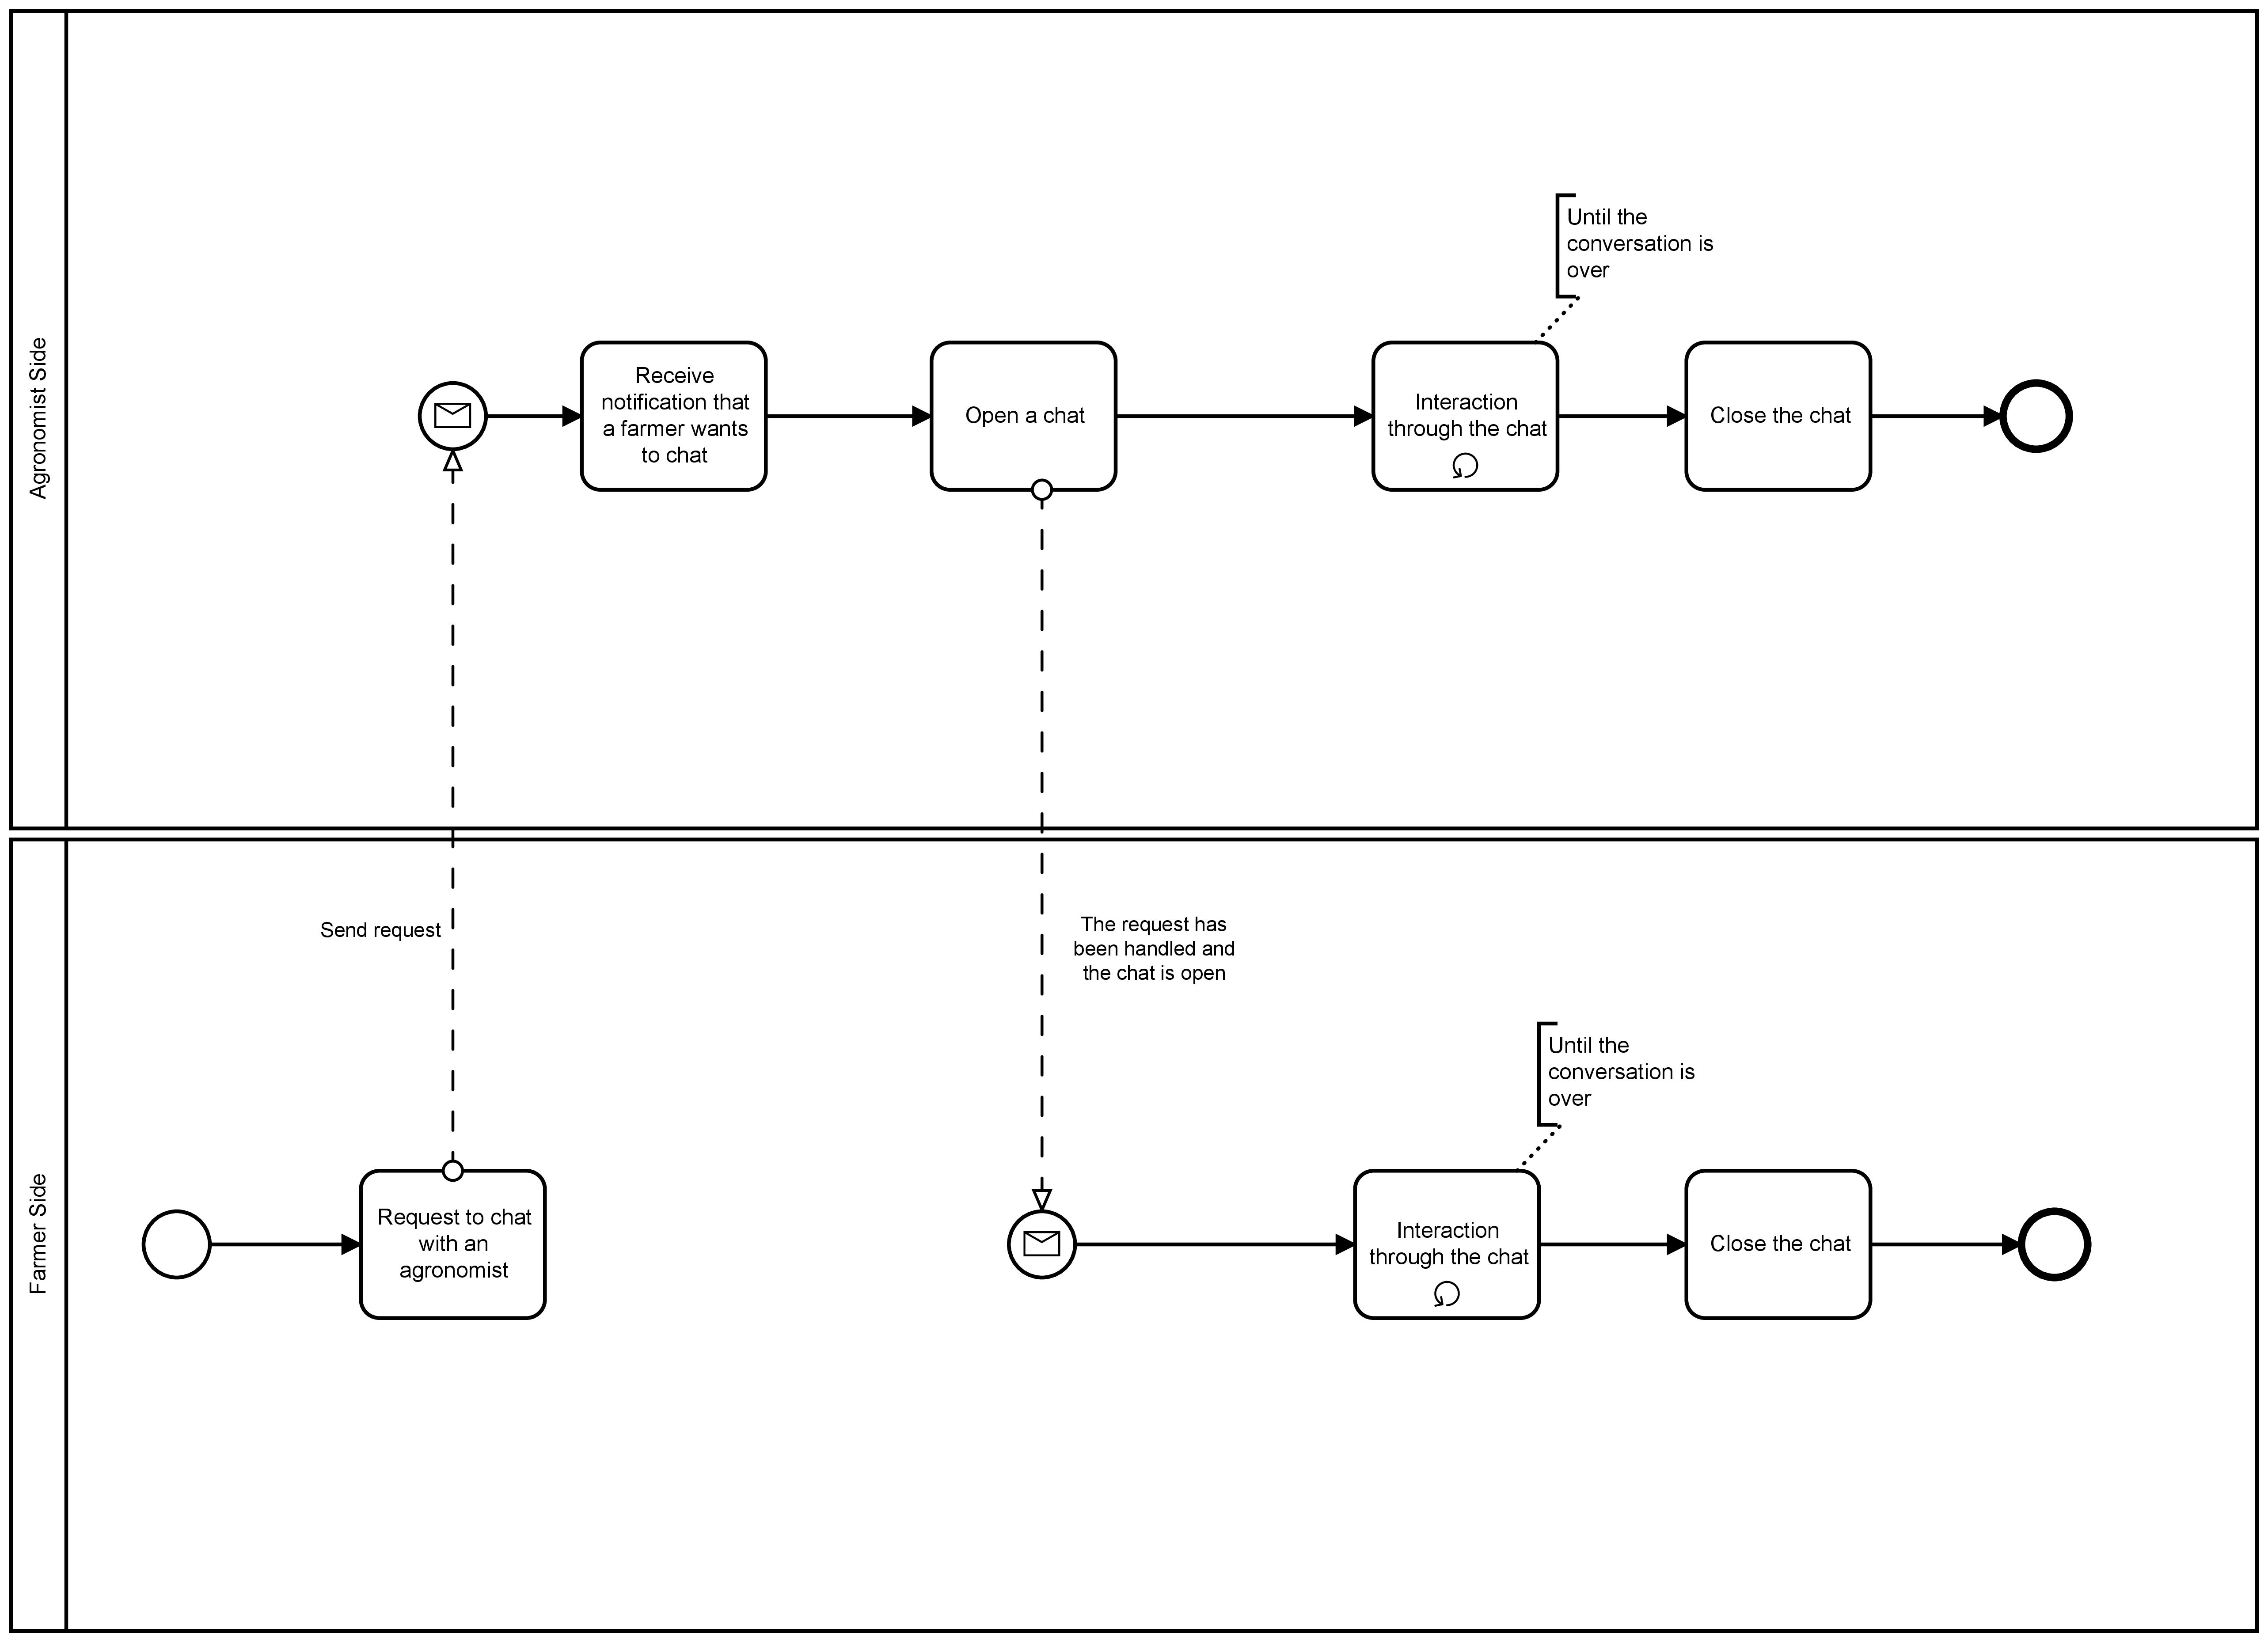 Agronomist Side
Until the
conversation is
over
Receive
notification that
a farmer wants
to chat
Open a chat
Interaction
through the chat
Close the chat
Farmer Side
Send request
The request has
been handled and
the chat is open
Until the
conversation is
over
Request to chat
with an
agronomist
Interaction
through the chat
Close the chat